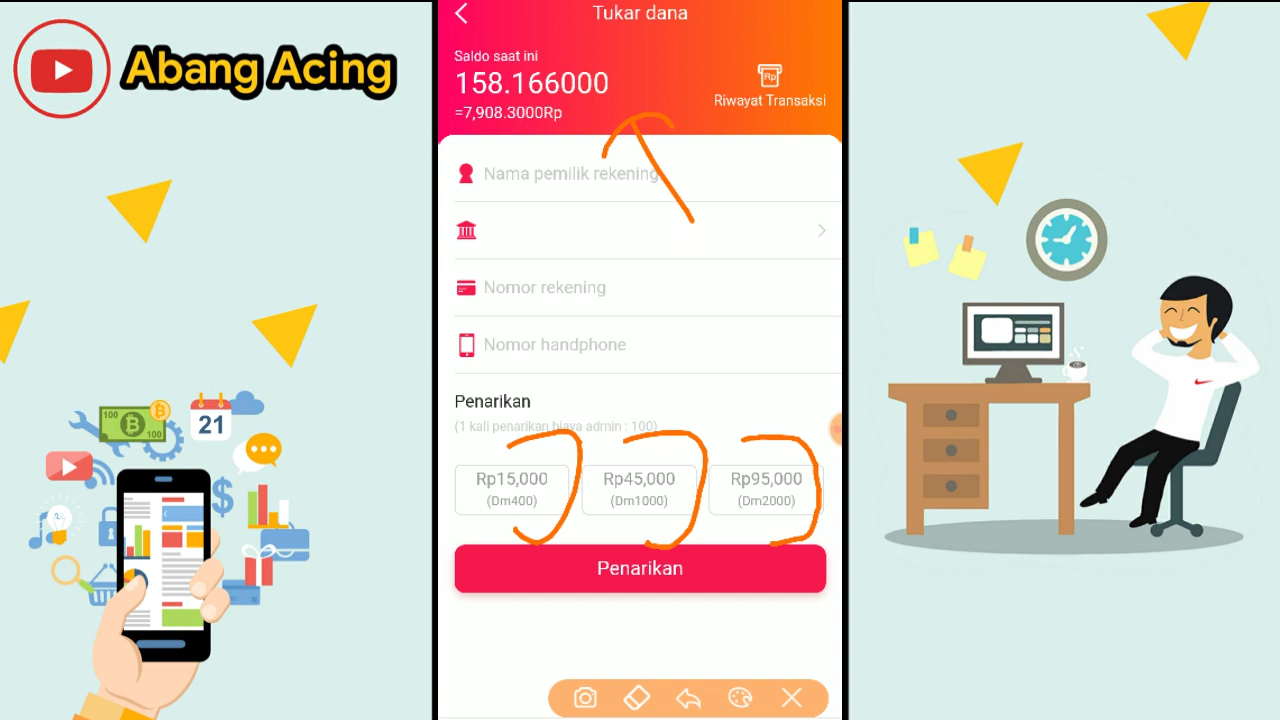 Abang Acing
Tukar dana
Saldo saat ini
158.166000
=7,908.3000Rp
Rp
Riwayat Transaksi
Nama pemilik rekening
Nomor rekening
Nomor handphone
Penarikan
(1 kali penarikan biaya admin : 100)
Rp15,000
(Dm400)
Rp45,000
(Dm1000)
Rp95,000
(Dm2000)
Penarikan
100
100
21